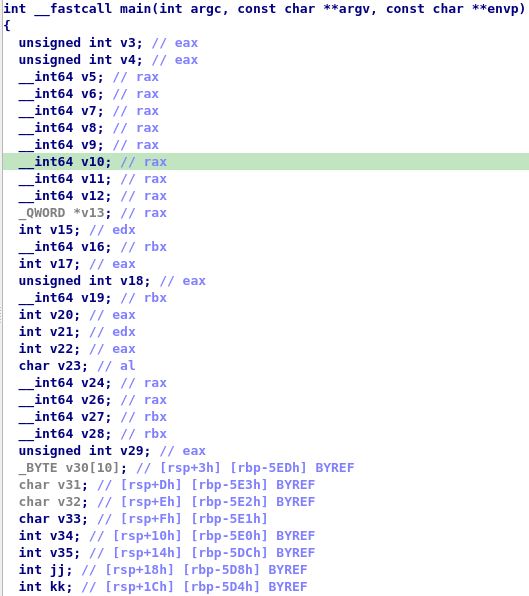 int __fastcall main(int argc, const char **argv, const char **envp)
{
unsigned int v3; // eax
unsigned int v4; // eax
__int64 v5; // rax
__int64 v6; // rax
__int64 v7; // rax
__int64 v8; // rax
__int64 v9; // rax
__int64 v10; // rax
__int64 v11; // rax
__int64 v12; // rax
_QWORD *v13; // rax
int v15; // edx
__int64 v16; // rbx
int v17; // eax
unsigned int v18; // eax
__int64 v19; // rbx
int v20; // eax
int v21; // edx
int v22; // eax
char v23; // al
__int64 v24; // rax
__int64 v26; // rax
__int64 v27; // rbx
__int64 v28; // rbx
unsigned int v29; // eax
_BYTE v30[10]; // [rsp+3h] [rbp-5EDh] BYREF
char v31; // [rsp+Dh] [rbp-5E3h] BYREF
char v32; // [rsp+Eh] [rbp-5E2h] BYREF
char v33; // [rsp+Fh] [rbp-5E1h]
int v34; // [rsp+10h] [rbp-5E0h] BYREF
int v35; // [rsp+14h] [rbp-5DCh] BYREF
int jj; // [rsp+18h] [rbp-5D8h] BYREF
int kk; // [rsp+1Ch] [rbp-5D4h] BYREF